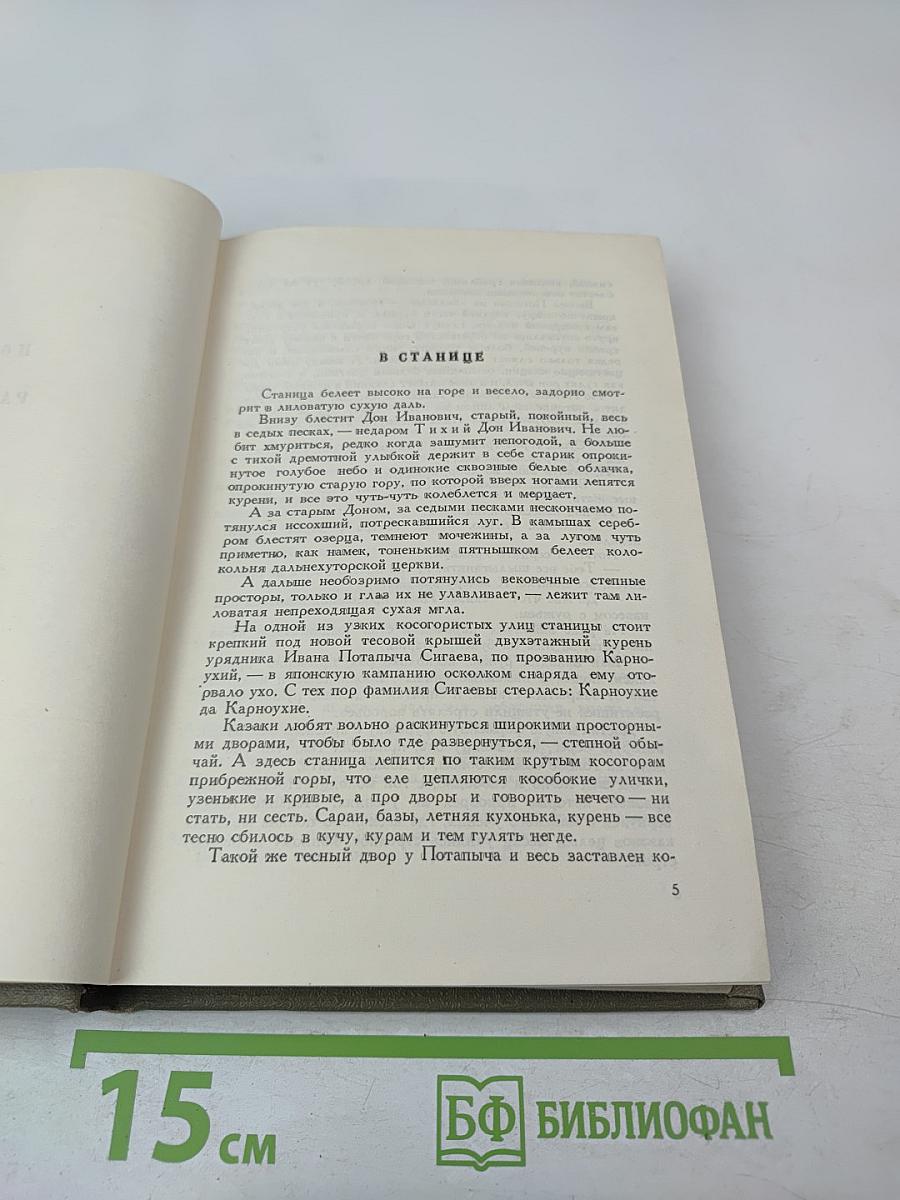 В СТАНИЦЕ
Станица белеет высоко на горе и весело, задорно смот-
рит в лиловатую сухую даль.
Внизу блестит Дон Иванович, старый, покойный, весь
в седых песках, — недаром Тихий Дон Иванович. Не лю-
бит хмуриться, редко когда зашумит непогодой, а больше
с тихой дремотной улыбкой держит в себе старик опроки-
нутое голубое небо и одинокие сквозные белые облачка,
опрокинутую старую гору, по которой вверх ногами лепятся
курени, и все это чуть-чуть колеблется и мерцает.
А за старым Доном, за седыми песками нескончаемо по-
тянулся иссохший, потрескавшийся луг. В камышах сереб-
ром блестят озерца, темнеют мочежины, а за лугом чуть
приметно, как намек, тоненьким пятнышком белеет коло-
кольня дальнехуторской церкви.
А дальше необозримо потянулись вековечные степные
просторы, только и глаз их не улавливает, — лежит там ли-
ловатая непреходящая сухая мгла.
На одной из узких косогористых улиц станицы стоит
крепкий под новой тесовой крышей двухэтажный курень
урядника Ивана Потапыча Сигаева, по прозванию Карно-
ухий, — в японскую кампанию осколком снаряда ему ото-
рвало ухо. С тех пор фамилия Сигаевы стерлась: Карноухие
да Карноухие.
Казаки любят вольно раскинуться широкими просторны-
ми дворами, чтобы было где развернуться, — степной обы-
чай. А здесь станица лепится по таким крутым косогорам
прибрежной горы, что еле цепляются кособокие улички,
узенькие и кривые, а про дворы и говорить нечего — ни
стать, ни сесть. Сараи, базы, летняя кухонька, курень — все
тесно сбилось в кучу, курам и тем гулять негде.
Такой же тесный двор у Потапыча и весь заставлен ко-
5
15 см
БФ БИБЛИОФАН